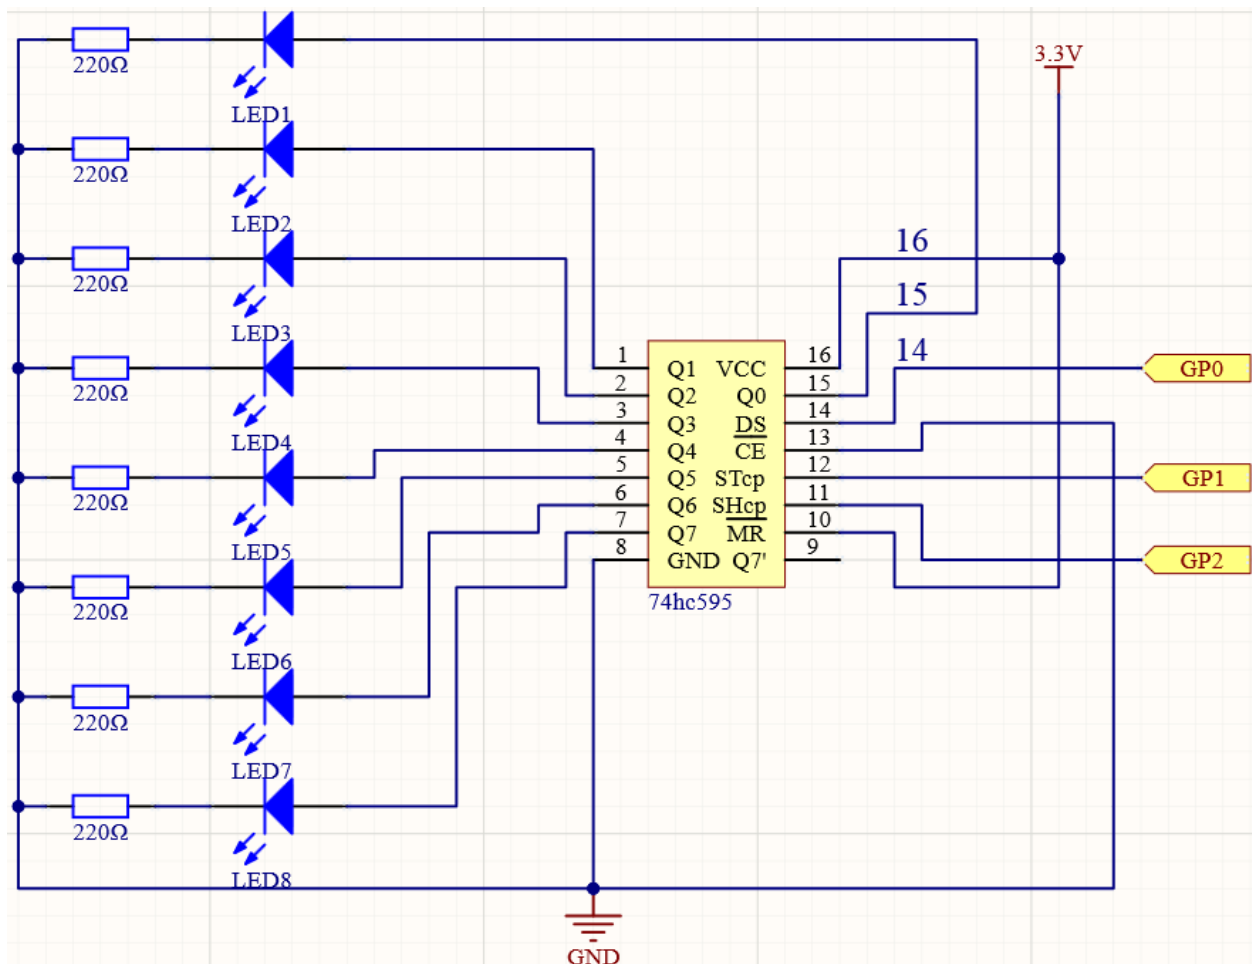 220Ω
LED1
3.3V
220Ω
LED2
16
220Ω
LED3
15
14
220Ω
LED4
1 Q1 VCC 16
GP0
2 Q2 Q0 15
3 Q3 DS 14
4 Q4 CE 13
5 Q5 STcp 12
GP1
6 Q6 SHcp 11
7 Q7 MR 10
8 GND Q7' 9
GP2
74hc595
220Ω
LED5
220Ω
LED6
220Ω
LED7
220Ω
LED8
GND